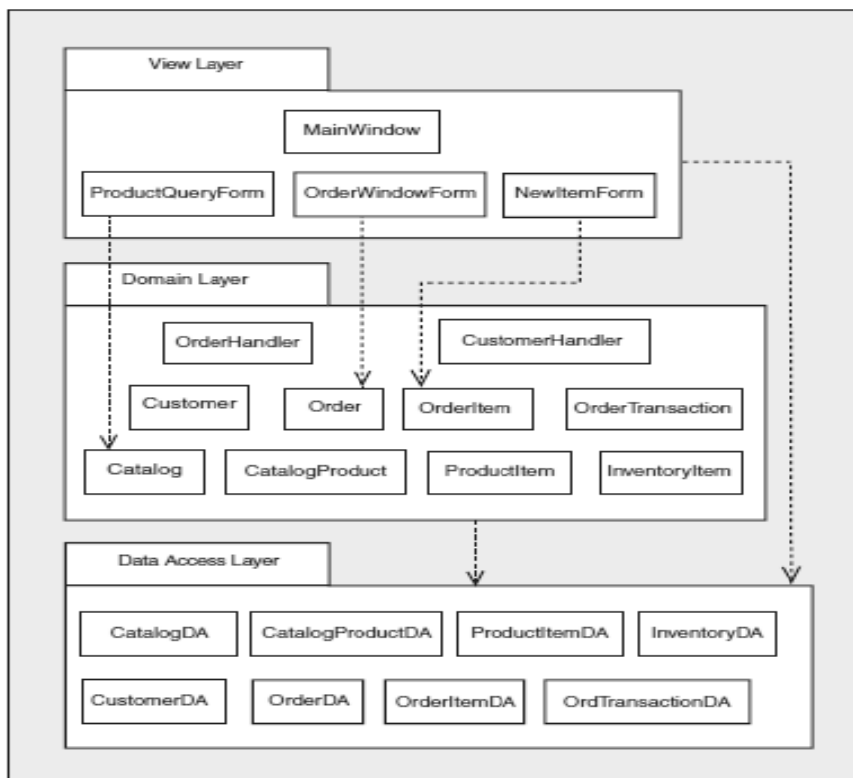 View Layer
MainWindow
ProductQueryForm
OrderWindowForm
NewItemForm
Domain Layer
OrderHandler
CustomerHandler
Customer
Order
OrderItem
OrderTransaction
Catalog
CatalogProduct
ProductItem
InventoryItem
Data Access Layer
CatalogDA
CatalogProductDA
ProductItemDA
InventoryDA
CustomerDA
OrderDA
OrderItemDA
OrdTransactionDA